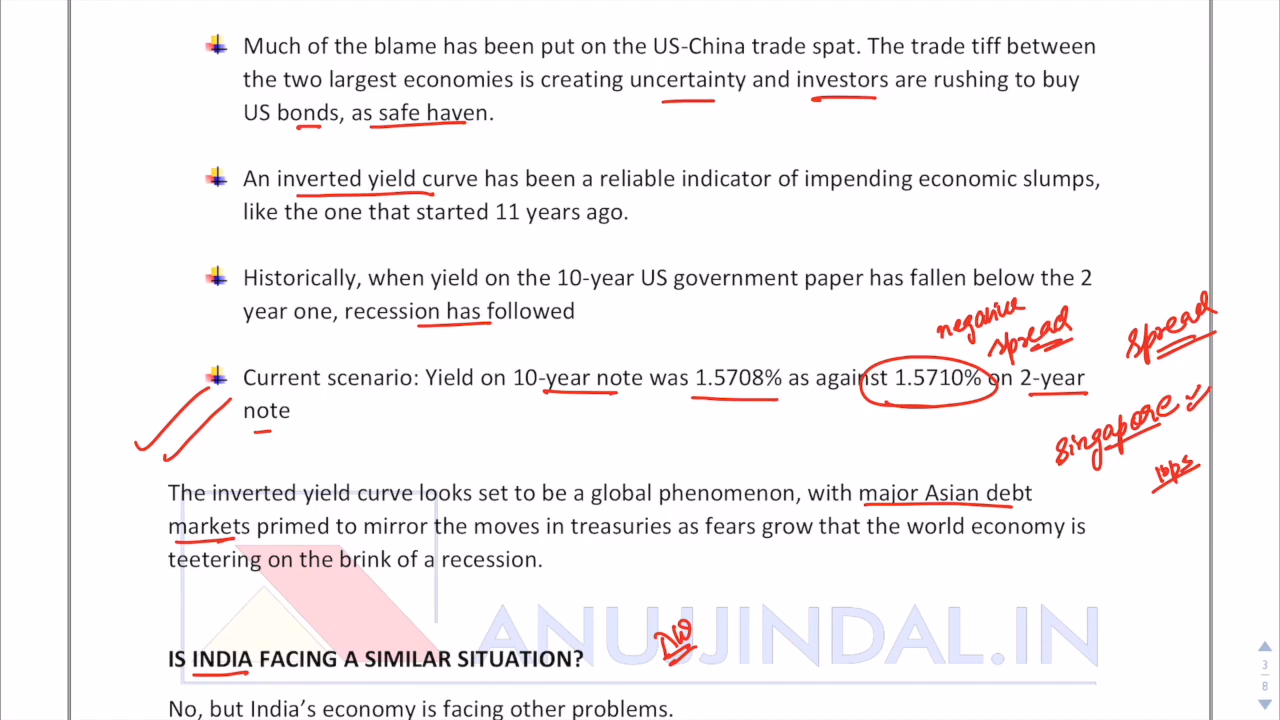 Much of the blame has been put on the US-China trade spat. The trade tiff between
the two largest economies is creating uncertainty and investors are rushing to buy
US bonds, as safe haven.
An inverted yield curve has been a reliable indicator of impending economic slumps,
like the one that started 11 years ago.
Historically, when yield on the 10-year US government paper has fallen below the 2
year one, recession has followed
negative
spread
spread
Current scenario: Yield on 10-year note was 1.5708% as against 1.5710% on 2-year
note
Singapore
1bps
The inverted yield curve looks set to be a global phenomenon, with major Asian debt
markets primed to mirror the moves in treasuries as fears grow that the world economy is
teetering on the brink of a recession.
ANUJJINDAL.IN
IS INDIA FACING A SIMILAR SITUATION?
No, but India's economy is facing other problems.
3
8